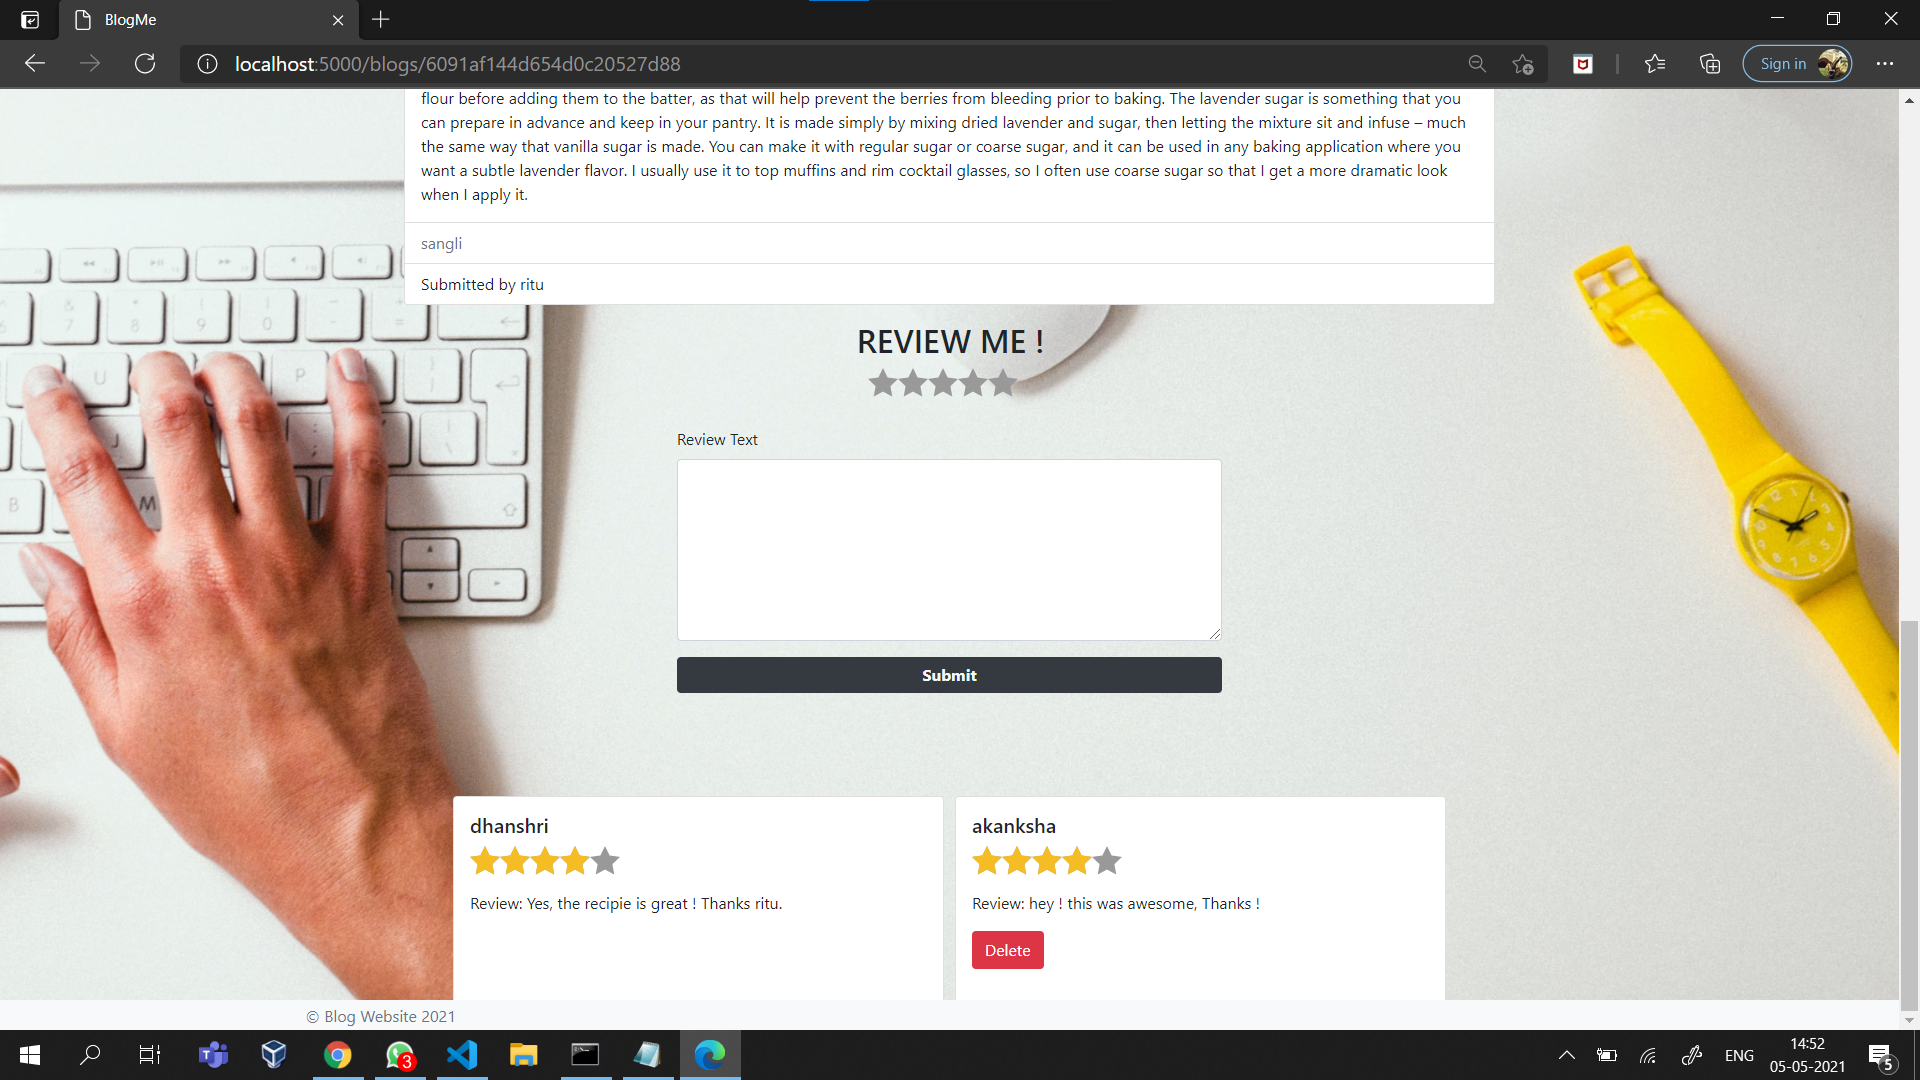 BlogMe
localhost:5000/blogs/6091af144d654d0c20527d88
Sign in
flour before adding them to the batter, as that will help prevent the berries from bleeding prior to baking. The lavender sugar is something that you
can prepare in advance and keep in your pantry. It is made simply by mixing dried lavender and sugar, then letting the mixture sit and infuse – much
the same way that vanilla sugar is made. You can make it with regular sugar or coarse sugar, and it can be used in any baking application where you
want a subtle lavender flavor. I usually use it to top muffins and rim cocktail glasses, so I often use coarse sugar so that I get a more dramatic look
when I apply it.
sangli
Submitted by ritu
REVIEW ME !
Review Text
Submit
dhanshri
akanksha
Review: Yes, the recipie is great ! Thanks ritu.
Review: hey ! this was awesome, Thanks !
Delete
© Blog Website 2021
3
ENG
14:52
05-05-2021
5